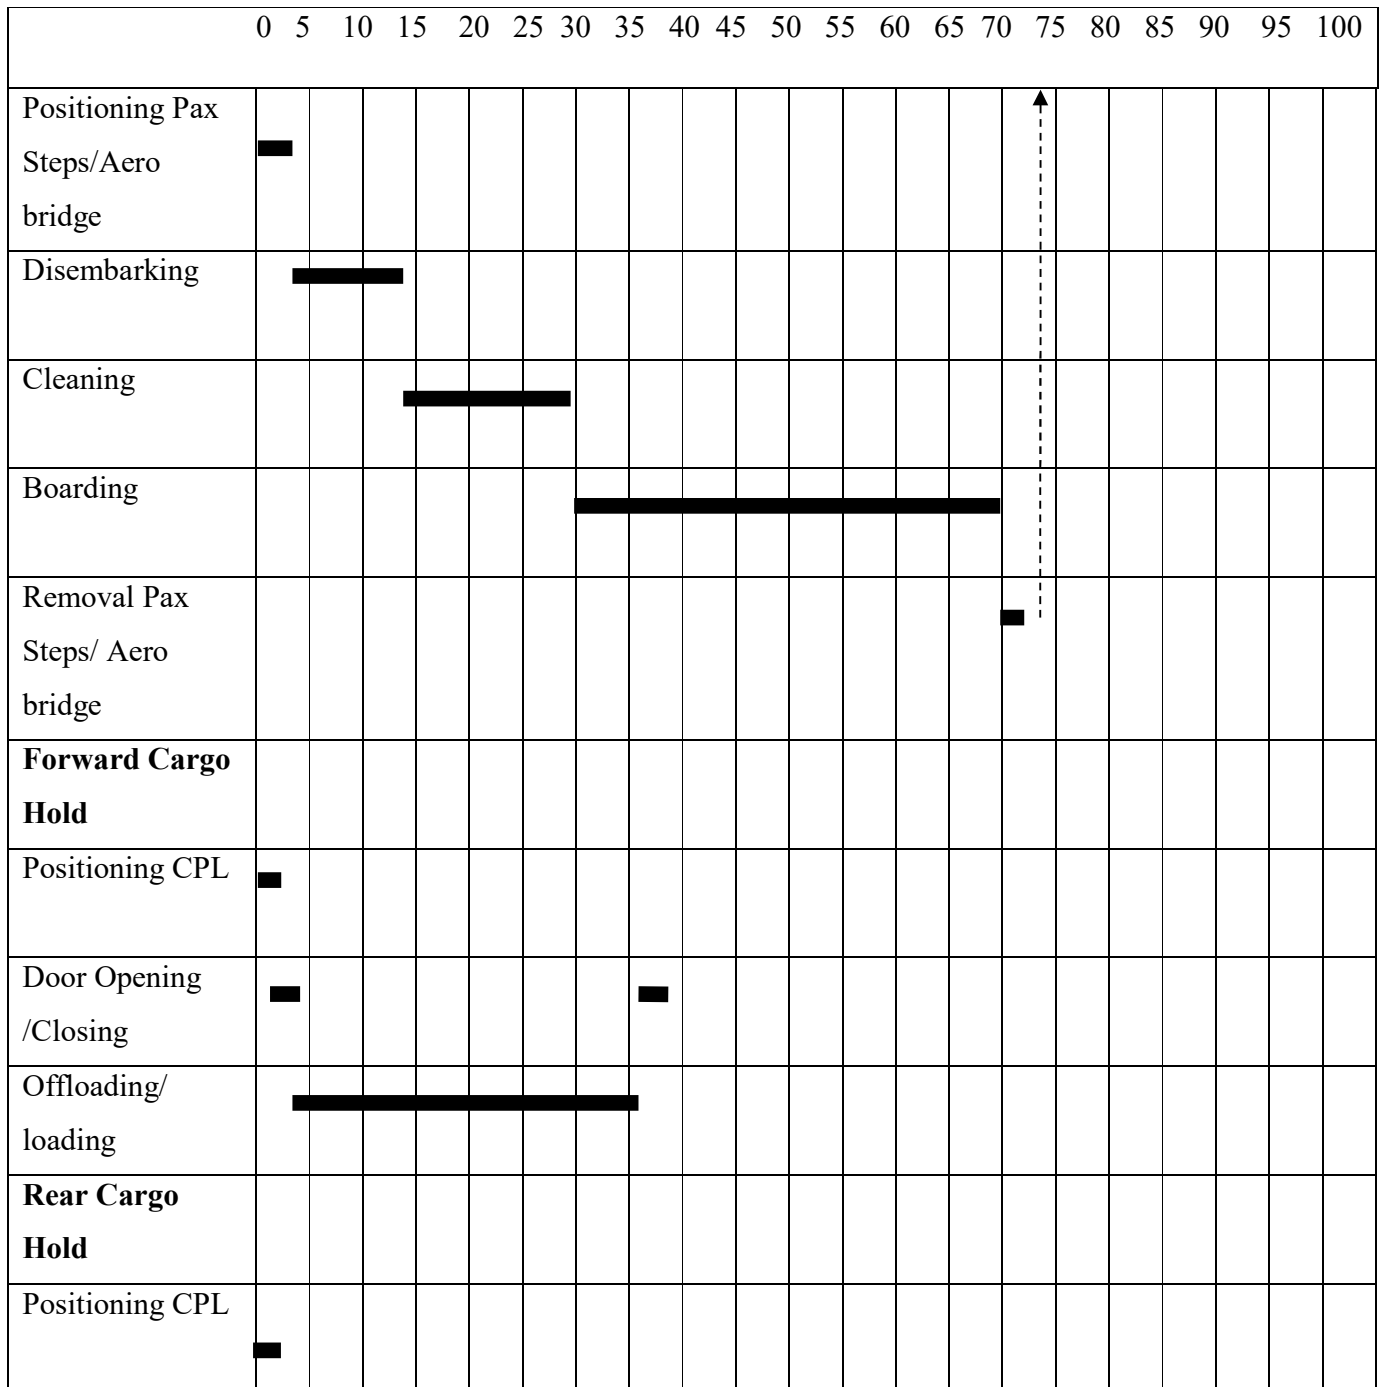 0 5 10 15 20 25 30 35 40 45 50 55 60 65 70 75 80 85 90 95 100
Positioning Pax
Steps/Aero
bridge
Disembarking
Cleaning
Boarding
Removal Pax
Steps/ Aero
bridge
Forward Cargo
Hold
Positioning CPL
Door Opening
/Closing
Offloading/
loading
Rear Cargo
Hold
Positioning CPL